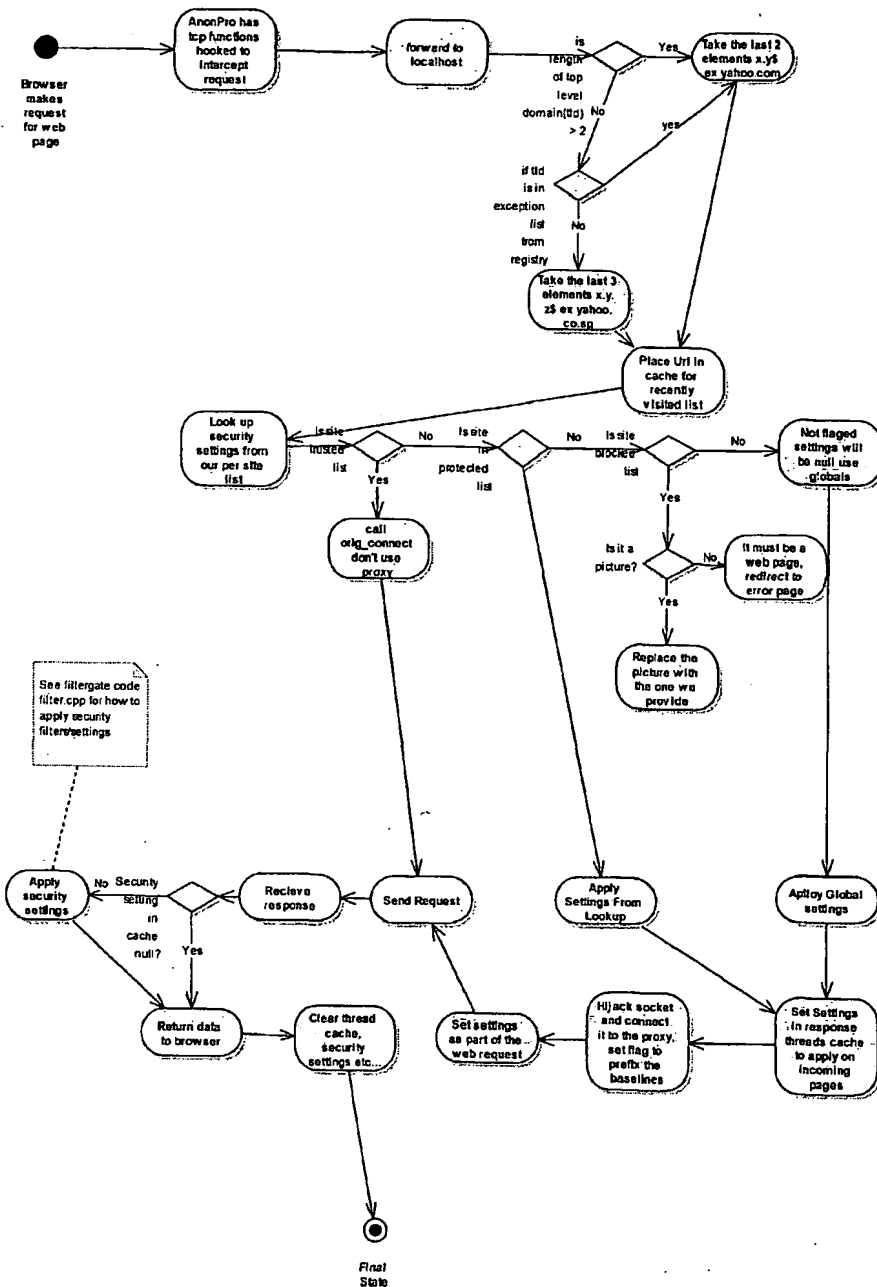 AnonPro has
tcp functions
hooked to
intercept
request
forward to
localhost
is
length
of top
level
domain(tld)
> 2
Yes
Take the last 2
elements x.y$
ex yahoo.com
Browser
makes
request
for web
page
No
yes
if tld
is in
exception
list
from
registry
No
Take the last 3
elements x.y.
z$ ex yahoo.
co.sg
Place Url in
cache for
recently
visited list
Look up
security
settings from
our per site
list
Is site
trusted
list
No
Is site
in
protected
list
No
Is site
blocked
list
No
Not flaged
settings will
be null use
globals
Yes
Yes
call
orig_connect
don't use
proxy
Is it a
picture?
No
It must be a
web page,
redirect to
error page
Yes
Replace the
picture with
the one we
provide
See filtergate code
filter.cpp for how to
apply security
filters/settings
Apply
security
settings
No
Security
setting
in
cache
null?
Recieve
response
Send Request
Apply
Settings From
Lookup
Global
settings
Yes
Return data
to browser
Clear thread
cache,
security
settings etc...
Set settings
as part of the
web request
Hijack socket
and connect
it to the proxy,
set flag to
prefix the
baselines
Set Settings
in response
threads cache
to apply on
incoming
pages
Final
State